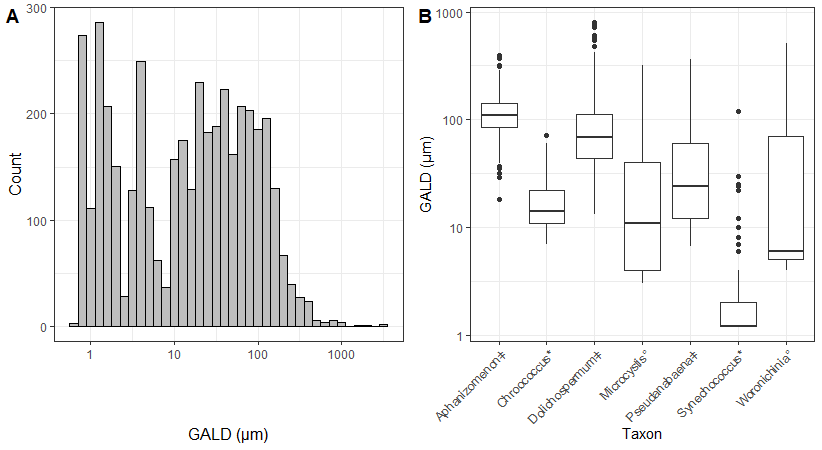 A
300
200
100
0
Count
1
10
100
1000
GALD (µm)
B
1000
100
10
1
GALD (µm)
Aphanizomenon‡
Chroococcus*
Dolichospermum‡
Microcystis°
Pseudanabaena‡
Synechococcus*
Woronichinia°
Taxon